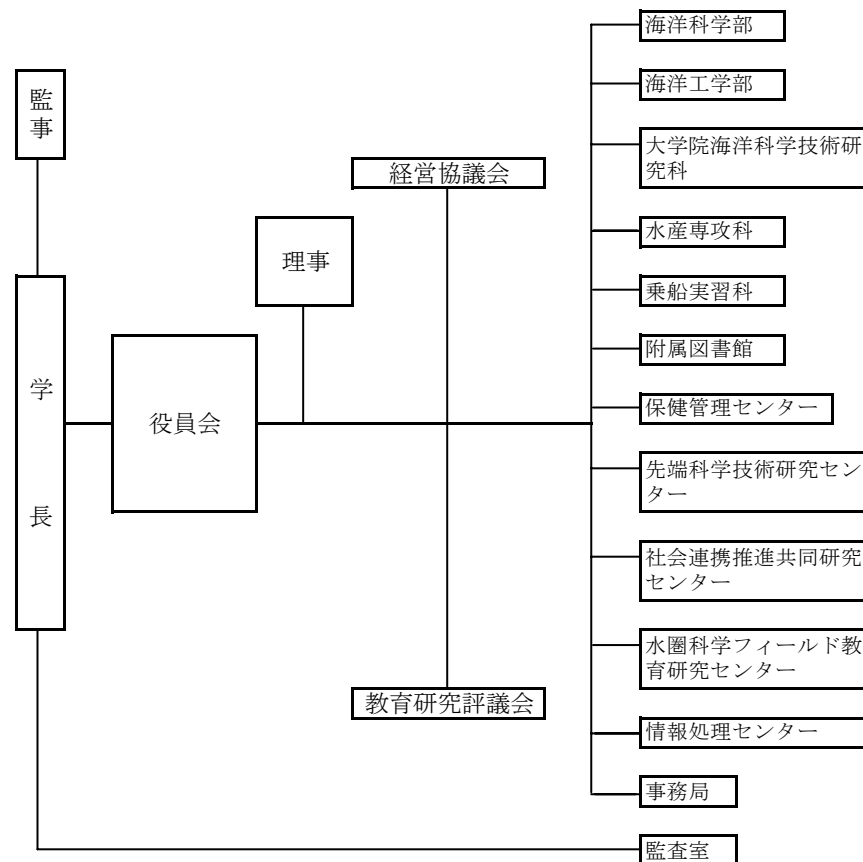 監
事
学
長
役員会
理事
経営協議会
教育研究評議会
海洋科学部
海洋工学部
大学院海洋科学技術研
究科
水産専攻科
乗船実習科
附属図書館
保健管理センター
先端科学技術研究セン
ター
社会連携推進共同研究
センター
水圏科学フィールド教
育研究センター
情報処理センター
事務局
監査室